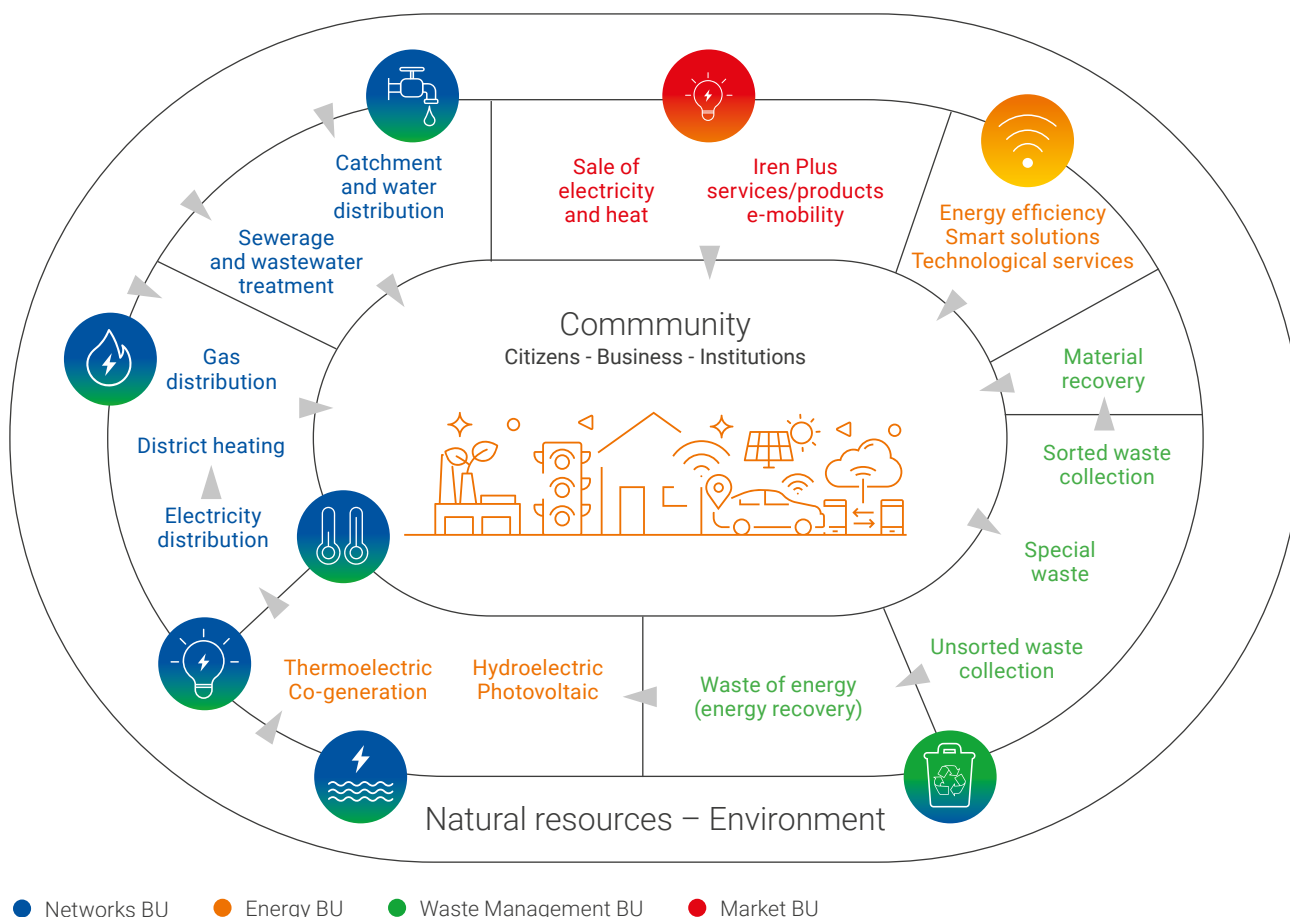 Catchment
and water
distribution
Sale of
electricity
and heat
Iren Plus
services/products
e-mobility
Energy efficiency
Smart solutions
Technological services
Sewerage
and wastewater
treatment
Commmunity
Citizens - Business - Institutions
Gas
distribution
Material
recovery
District heating
Sorted waste
collection
Electricity
distribution
Special
waste
Unsorted waste
collection
Thermoelectric
Co-generation
Hydroelectric
Photovoltaic
Waste of energy
(energy recovery)
Natural resources – Environment
Networks BU
Energy BU
Waste Management BU
Market BU